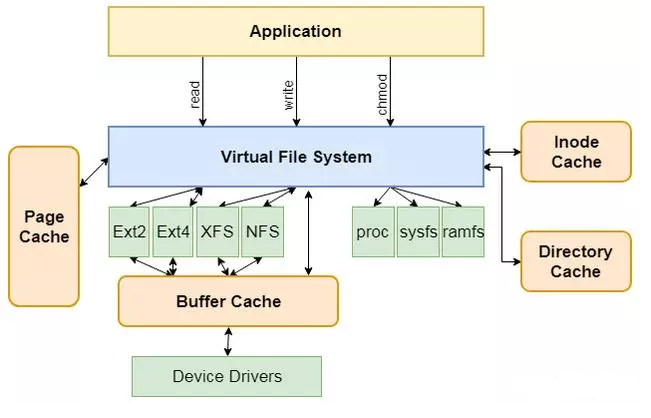 Application
read
write
chmod
Virtual File System
Inode
Cache
Page
Cache
Ext2
Ext4
XFS
NFS
proc
sysfs
ramfs
Directory
Cache
Buffer Cache
Device Drivers